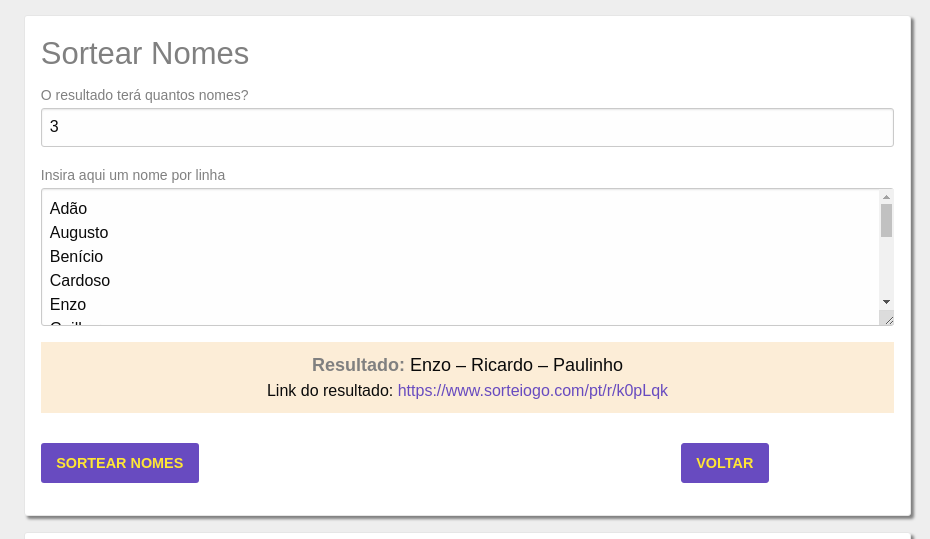 Sortear Nomes
O resultado terá quantos nomes?
3
Insira aqui um nome por linha
Adão
Augusto
Benício
Cardoso
Enzo
Resultado: Enzo – Ricardo – Paulinho
Link do resultado: https://www.sorteiogo.com/pt/r/k0pLqk
SORTEAR NOMES
VOLTAR